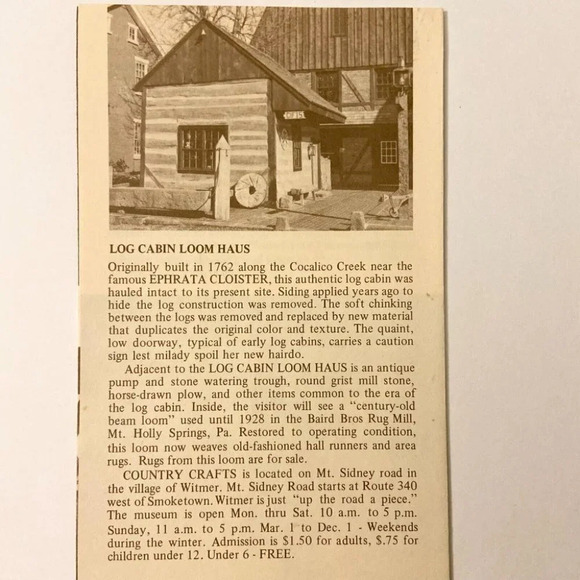 LOG CABIN LOOM HAUS
Originally built in 1762 along the Cocalico Creek near the
famous EPHRATA CLOISTER, this authentic log cabin was
hauled intact to its present site. Siding applied years ago to
hide the log construction was removed. The soft chinking
between the logs was removed and replaced by new material
that duplicates the original color and texture. The quaint,
low doorway, typical of early log cabins, carries a caution
sign lest milady spoil her new hairdo.
Adjacent to the LOG CABIN LOOM HAUS is an antique
pump and stone watering trough, round grist mill stone,
horse-drawn plow, and other items common to the era of
the log cabin. Inside, the visitor will see a "century-old
beam loom" used until 1928 in the Baird Bros Rug Mill,
Mt. Holly Springs, Pa. Restored to operating condition,
this loom now weaves old-fashioned hall runners and area
rugs. Rugs from this loom are for sale.
COUNTRY CRAFTS is located on Mt. Sidney road in
the village of Witmer. Mt. Sidney Road starts at Route 340
west of Smoketown. Witmer is just "up the road a piece."
The museum is open Mon. thru Sat. 10 a.m. to 5 p.m.
Sunday, 11 a.m. to 5 p.m. Mar. 1 to Dec. 1 - Weekends
during the winter. Admission is $1.50 for adults, $.75 for
children under 12. Under 6 - FREE.